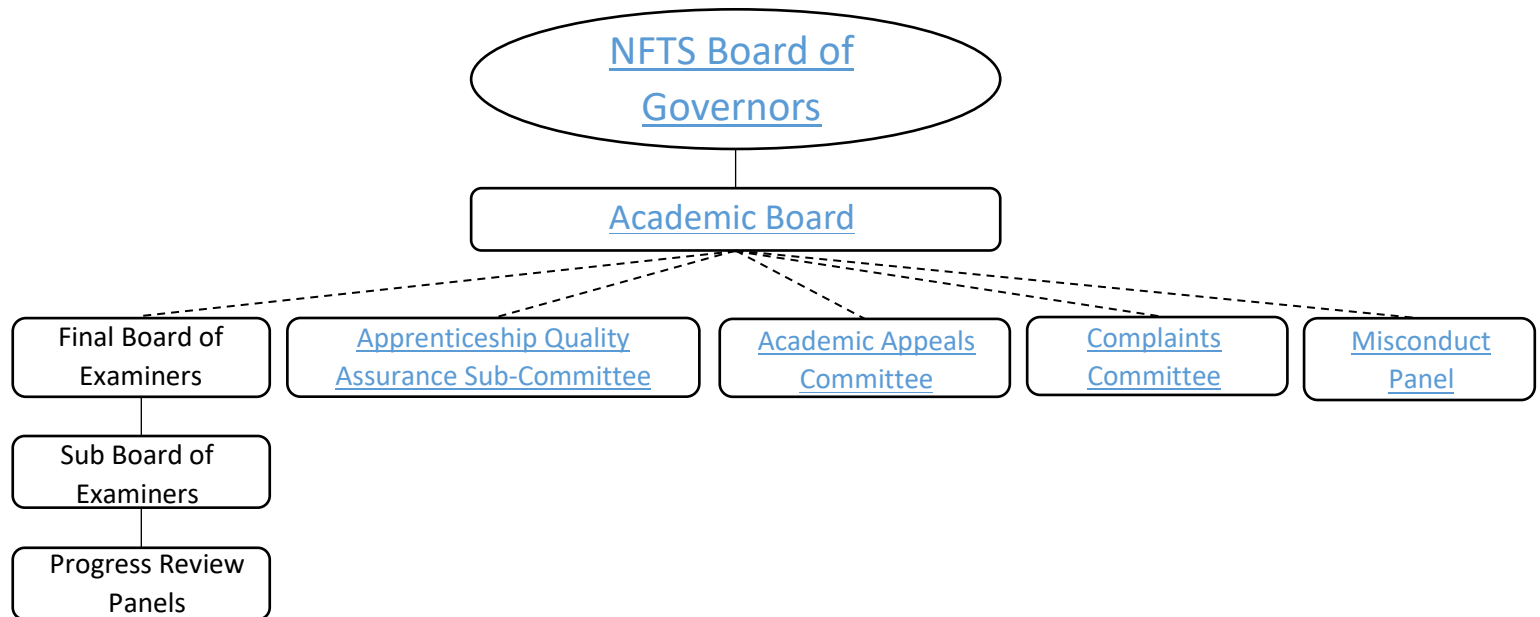 NFTS Board of
Governors
Academic Board
Final Board of
Examiners
Apprenticeship Quality
Assurance Sub-Committee
Academic Appeals
Committee
Complaints
Committee
Misconduct
Panel
Sub Board of
Examiners
Progress Review
Panels